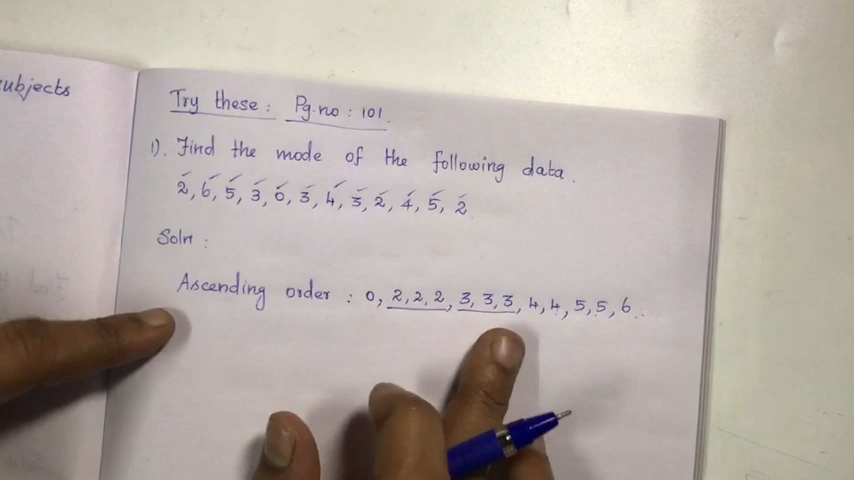 subjects
Try these : Pg.no : 101.
1). Find the mode of the following data.
2, 6, 5, 3, 0, 3, 4, 3, 2, 4, 5, 2.
Soln :
Ascending order : 0, 2, 2, 2, 3, 3, 3, 4, 4, 5, 5, 6.